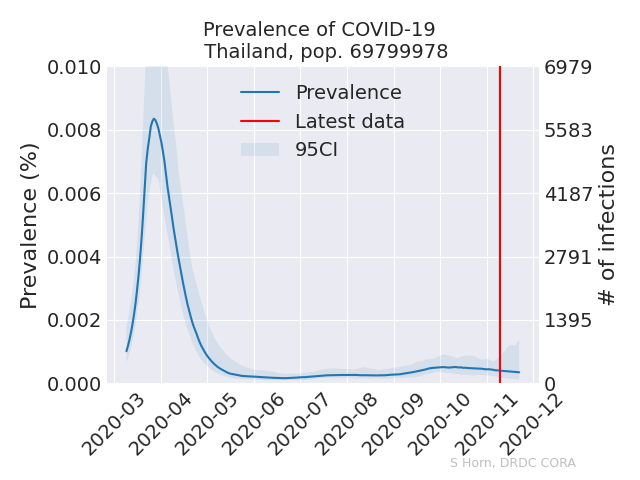 Prevalence of COVID-19
Thailand, pop. 69799978
Prevalence
Latest data
95CI
Prevalence (%)
0.010
0.008
0.006
0.004
0.002
0.000
6979
5583
4187
2791
1395
0
# of infections
2020-03
2020-04
2020-05
2020-06
2020-07
2020-08
2020-09
2020-10
2020-11
2020-12
S Horn, DRDC CORA